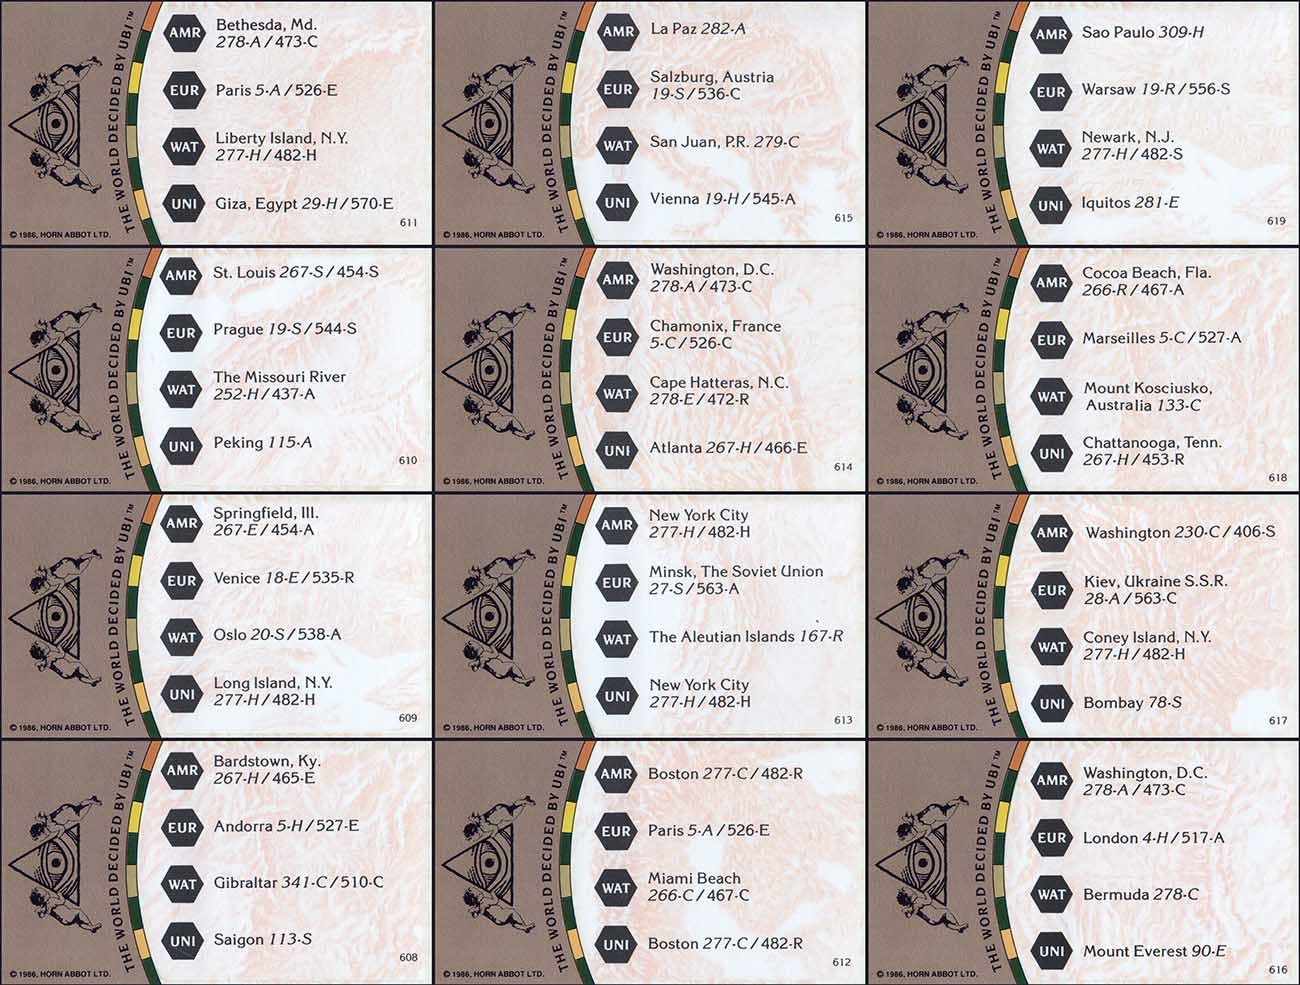 THE WORLD DECIDED BY UBI™
AMR
Bethesda, Md.
278-A / 473-C
EUR
Paris 5-A / 526-E
WAT
Liberty Island, N.Y.
277-H / 482-H
UNI
Giza, Egypt 29-H / 570-E
611
© 1986, HORN ABBOT LTD.
THE WORLD DECIDED BY UBI™
AMR
La Paz 282-A
EUR
Salzburg, Austria
19-S / 536-C
WAT
San Juan, P.R. 279-C
UNI
Vienna 19-H / 545-A
615
© 1986, HORN ABBOT LTD.
THE WORLD DECIDED BY UBI™
AMR
Sao Paulo 309-H
EUR
Warsaw 19-R / 556-S
WAT
Newark, N.J.
277-H / 482-S
UNI
Iquitos 281-E
619
© 1986, HORN ABBOT LTD.
THE WORLD DECIDED BY UBI™
AMR
St. Louis 267-S / 454-S
EUR
Prague 19-S / 544-S
WAT
The Missouri River
252-H / 437-A
UNI
Peking 115-A
610
© 1986, HORN ABBOT LTD.
THE WORLD DECIDED BY UBI™
AMR
Washington, D.C.
278-A / 473-C
EUR
Chamonix, France
5-C / 526-C
WAT
Cape Hatteras, N.C.
278-E / 472-R
UNI
Atlanta 267-H / 466-E
614
© 1986, HORN ABBOT LTD.
THE WORLD DECIDED BY UBI™
AMR
Cocoa Beach, Fla.
266-R / 467-A
EUR
Marseilles 5-C / 527-A
WAT
Mount Kosciusko,
Australia 133-C
UNI
Chattanooga, Tenn.
267-H / 453-R
618
© 1986, HORN ABBOT LTD.
THE WORLD DECIDED BY UBI™
AMR
Springfield, Ill.
267-E / 454-A
EUR
Venice 18-E / 535-R
WAT
Oslo 20-S / 538-A
UNI
Long Island, N.Y.
277-H / 482-H
609
© 1986, HORN ABBOT LTD.
THE WORLD DECIDED BY UBI™
AMR
New York City
277-H / 482-H
EUR
Minsk, The Soviet Union
27-S / 563-A
WAT
The Aleutian Islands 167-R
UNI
New York City
277-H / 482-H
613
© 1986, HORN ABBOT LTD.
THE WORLD DECIDED BY UBI™
AMR
Washington 230-C / 406-S
EUR
Kiev, Ukraine S.S.R.
28-A / 563-C
WAT
Coney Island, N.Y.
277-H / 482-H
UNI
Bombay 78-S
617
© 1986, HORN ABBOT LTD.
THE WORLD DECIDED BY UBI™
AMR
Bardstown, Ky.
267-H / 465-E
EUR
Andorra 5-H / 527-E
WAT
Gibraltar 341-C / 510-C
UNI
Saigon 113-S
608
© 1986, HORN ABBOT LTD.
THE WORLD DECIDED BY UBI™
AMR
Boston 277-C / 482-R
EUR
Paris 5-A / 526-E
WAT
Miami Beach
266-C / 467-C
UNI
Boston 277-C / 482-R
612
© 1986, HORN ABBOT LTD.
THE WORLD DECIDED BY UBI™
AMR
Washington, D.C.
278-A / 473-C
EUR
London 4-H / 517-A
WAT
Bermuda 278-C
UNI
Mount Everest 90-E
616
© 1986, HORN ABBOT LTD.